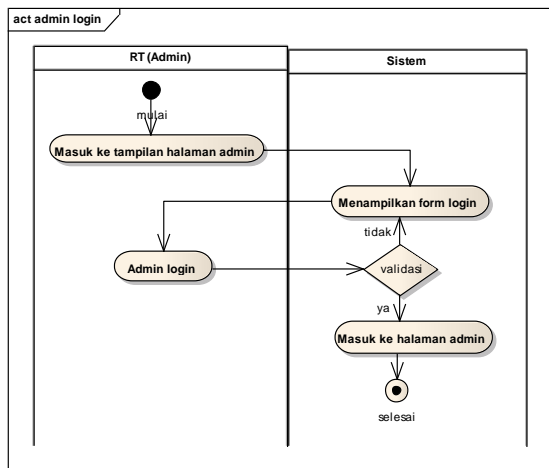 act admin login
RT (Admin)
Sistem
mulai
Masuk ke tampilan halaman admin
Menampilkan form login
tidak
Admin login
validasi
ya
Masuk ke halaman admin
selesai